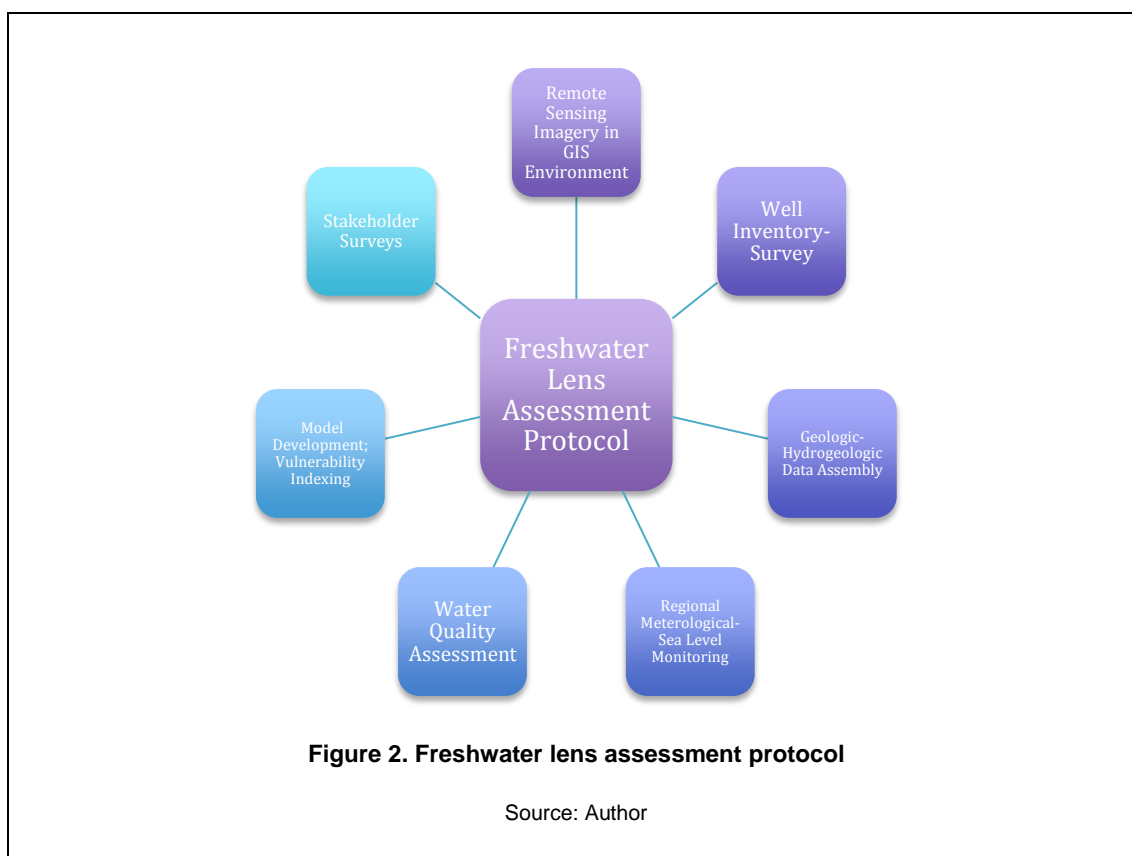 Remote
Sensing
Imagery in
GIS
Environment
Well
Inventory-
Survey
Geologic-
Hydrogeologic
Data Assembly
Regional
Meterological-
Sea Level
Monitoring
Water
Quality
Assessment
Model
Development;
Vulnerability
Indexing
Stakeholder
Surveys
Freshwater
Lens
Assessment
Protocol
Figure 2. Freshwater lens assessment protocol
Source: Author